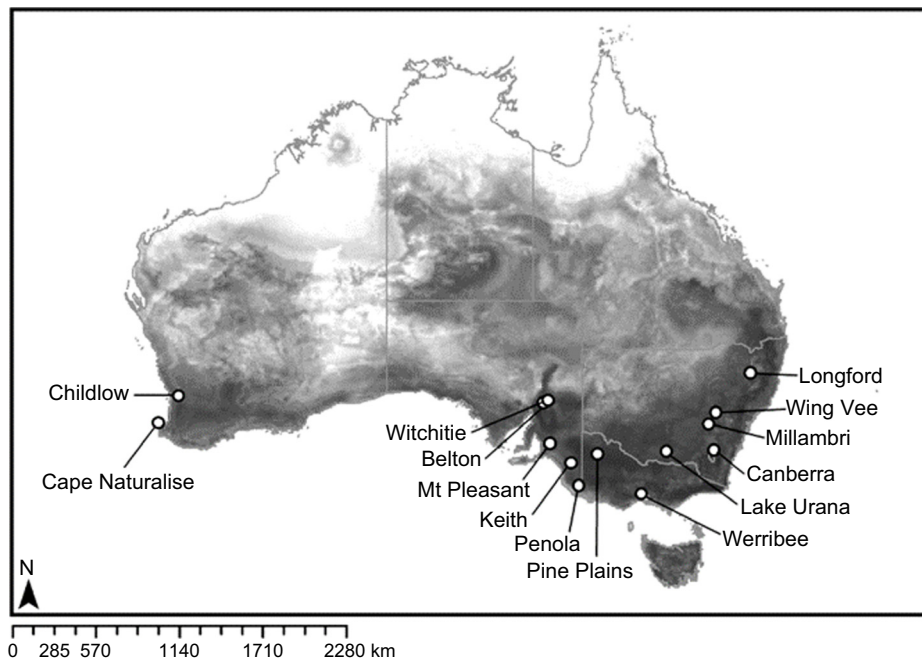 Childlow
Cape Naturalise
Witchitie
Belton
Mt Pleasant
Keith
Penola
Pine Plains
Longford
Wing Vee
Millambri
Canberra
Lake Urana
Werribee
N
0 285 570 1140 1710 2280 km